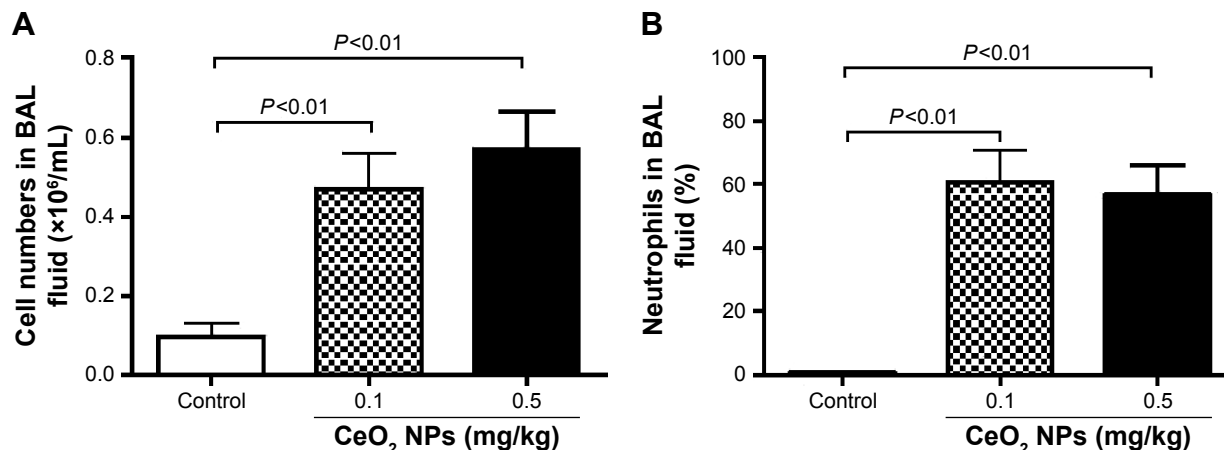 A
Cell numbers in BAL
fluid (×10⁶/mL)
0.8
0.6
0.4
0.2
0.0
P<0.01
P<0.01
Control
0.1
0.5
CeO₂ NPs (mg/kg)
B
Neutrophils in BAL
fluid (%)
100
80
60
40
20
0
P<0.01
P<0.01
Control
0.1
0.5
CeO₂ NPs (mg/kg)